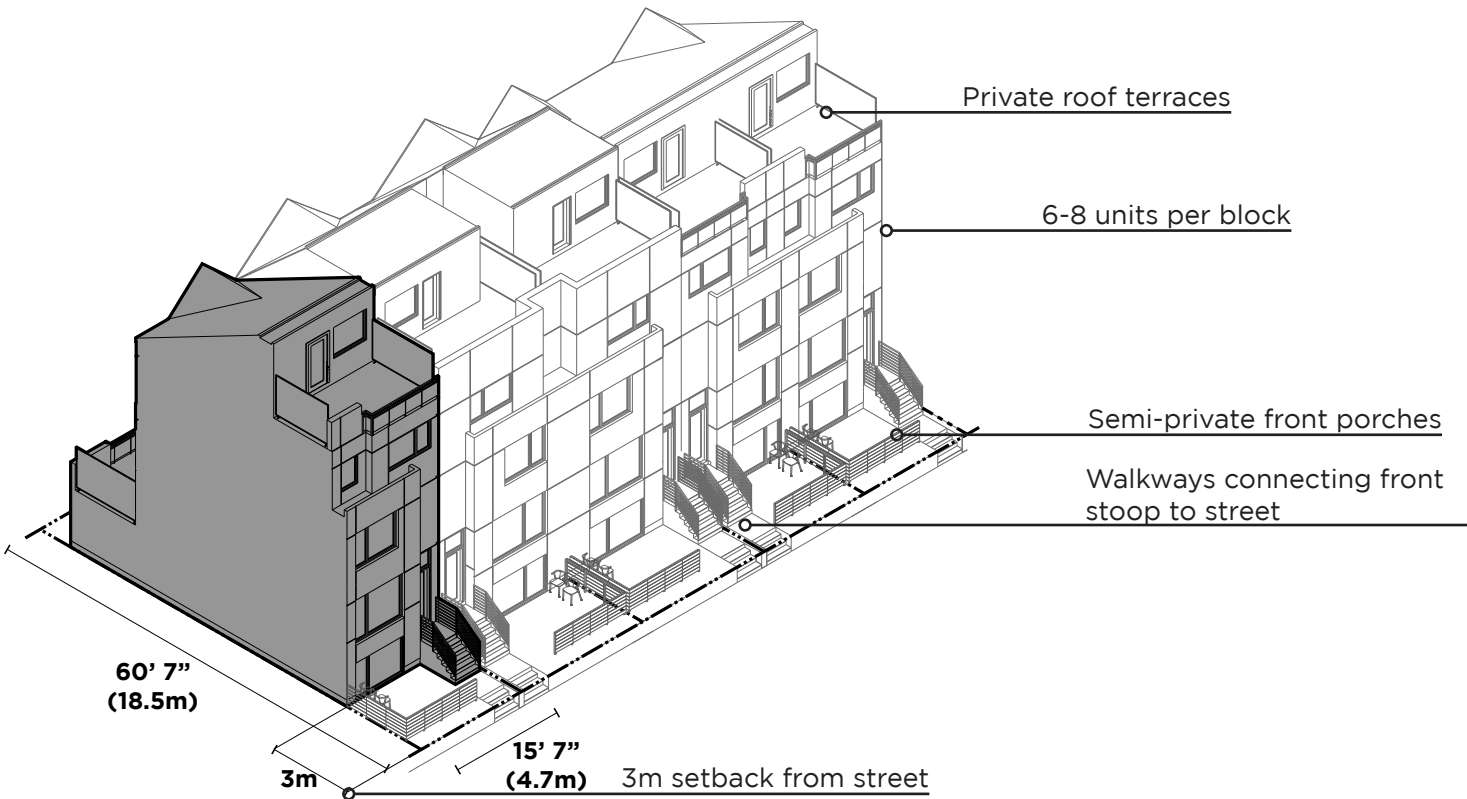 Private roof terraces
6-8 units per block
Semi-private front porches
Walkways connecting front
stoop to street
60’ 7”
(18.5m)
15’ 7”
(4.7m)
3m
3m setback from street